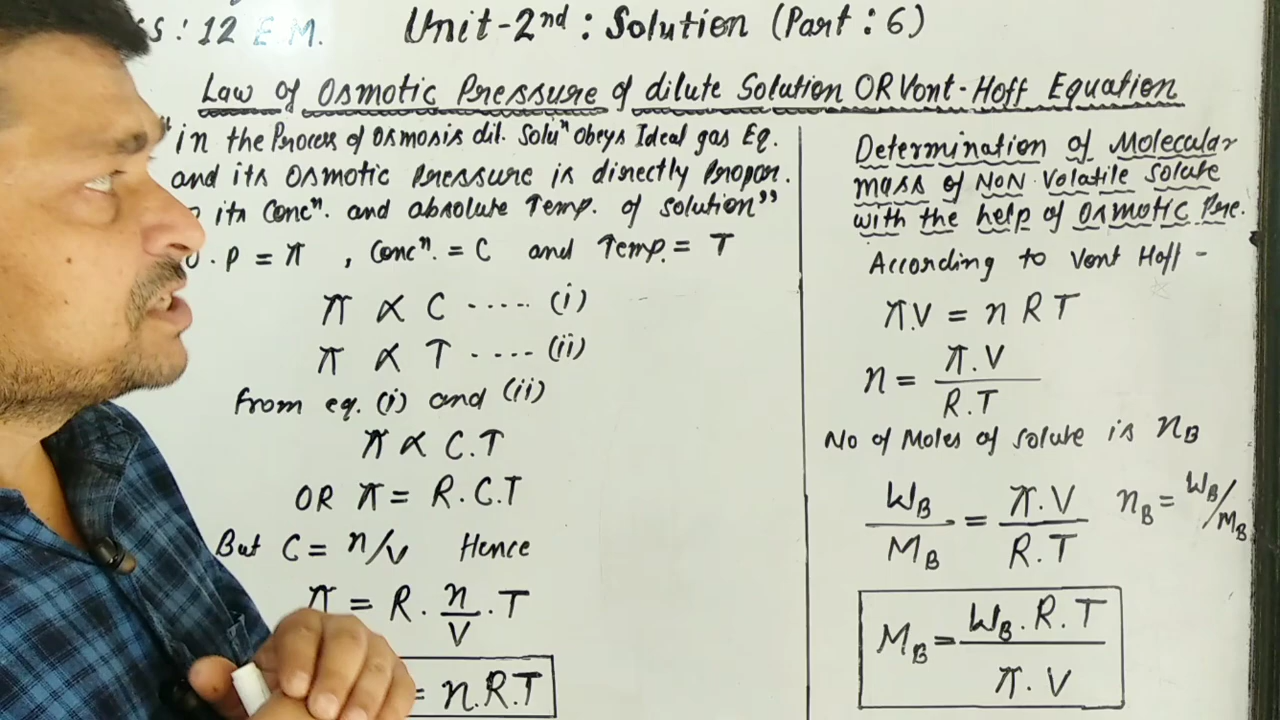 : 12 E.M.
Unit-2nd : Solution (Part : 6)
Law of Osmotic Pressure of dilute Solution OR Vont-Hoff Equation
"in the Process of Osmosis dil. Soluⁿ obeys Ideal gas Eq.
and its Osmotic Pressure is directly Propor.
its Concⁿ. and absolute Temp. of solution"
. P = π , Concⁿ. = C and Temp. = T
π ∝ C ----- (i)
π ∝ T ---- (ii)
From eq. (i) and (ii)
π ∝ C.T
OR π = R.C.T
But C = n/V Hence
π = R. n/V .T
= n.R.T
Determination of Molecular
mass of NON Volatile Solute
with the help of Osmotic Pre.
According to Vont Hoff -
π.V = n R T
n = π.V / R.T
No of Moles of solute is nB
WB / MB = π.V / R.T nB = WB/MB
MB = WB.R.T / π.V